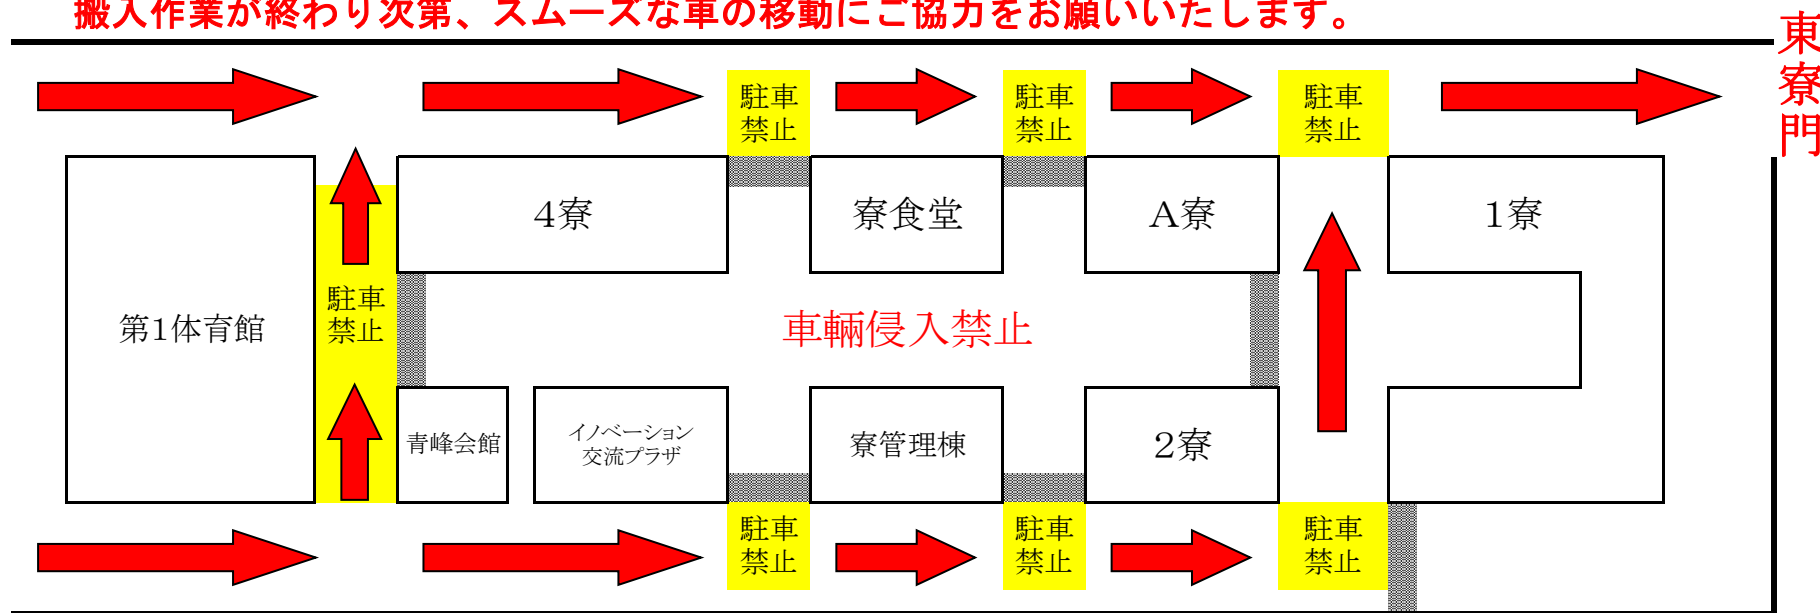 搬入作業が終わり次第、スムーズな車の移動にご協力をお願いいたします。
東寮門
駐車
禁止
駐車
禁止
駐車
禁止
4寮
寮食堂
A寮
1寮
第1体育館
駐車
禁止
車輛侵入禁止
青峰会館
イノベーション
交流プラザ
寮管理棟
2寮
駐車
禁止
駐車
禁止
駐車
禁止